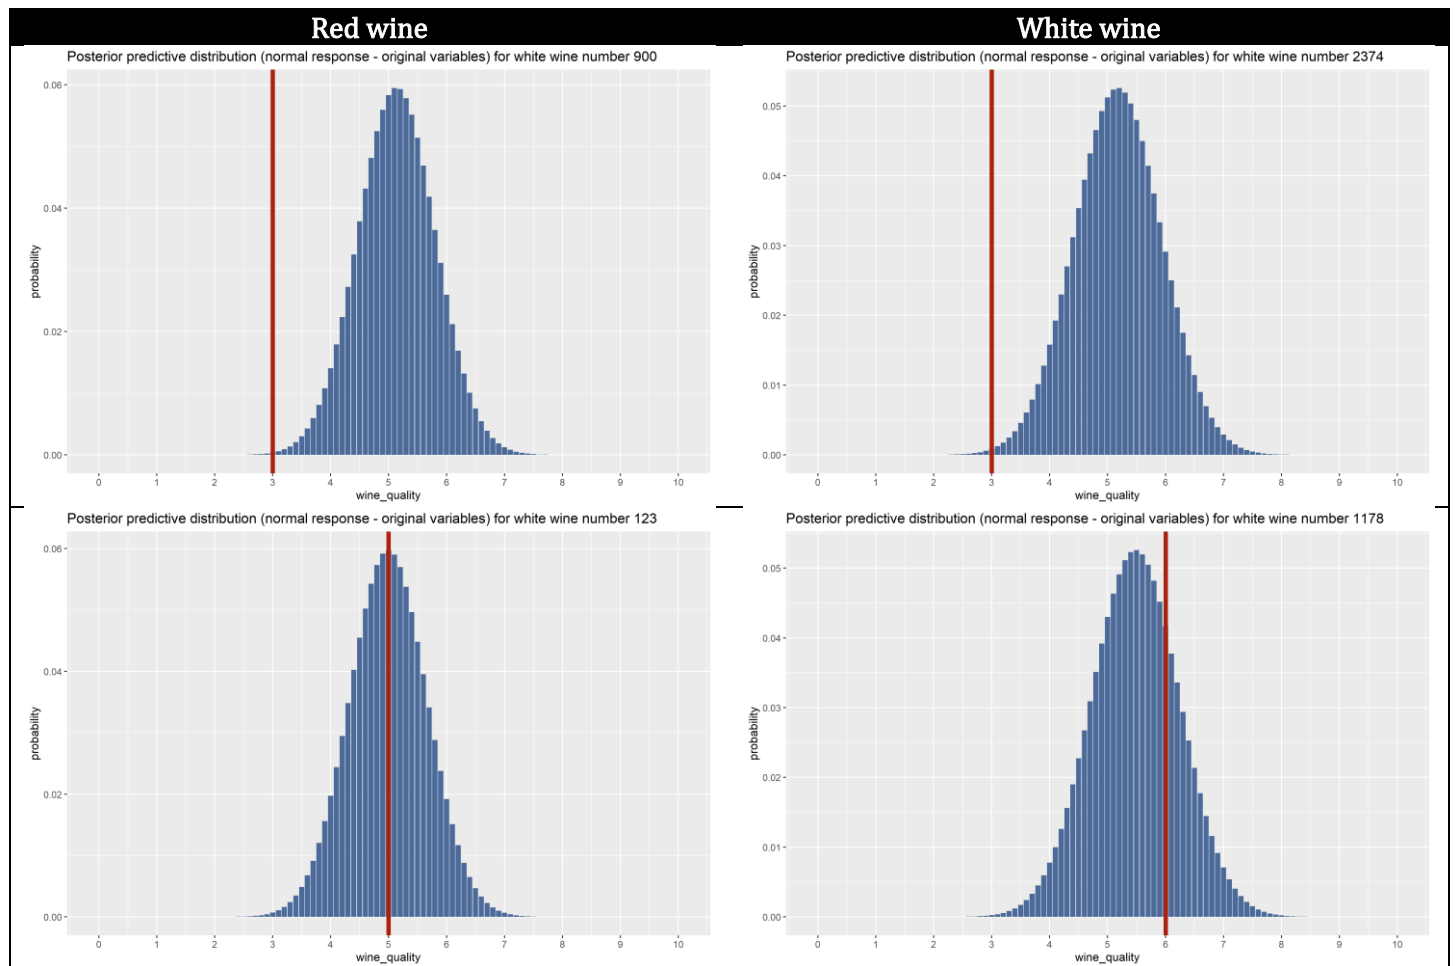 Red wine
White wine
Posterior predictive distribution (normal response - original variables) for white wine number 900
0.06
0.04
0.02
0.00
probability
0 1 2 3 4 5 6 7 8 9 10
wine_quality
Posterior predictive distribution (normal response - original variables) for white wine number 2374
0.05
0.04
0.03
0.02
0.01
0.00
probability
0 1 2 3 4 5 6 7 8 9 10
wine_quality
Posterior predictive distribution (normal response - original variables) for white wine number 123
0.06
0.04
0.02
0.00
probability
0 1 2 3 4 5 6 7 8 9 10
wine_quality
Posterior predictive distribution (normal response - original variables) for white wine number 1178
0.05
0.04
0.03
0.02
0.01
0.00
probability
0 1 2 3 4 5 6 7 8 9 10
wine_quality